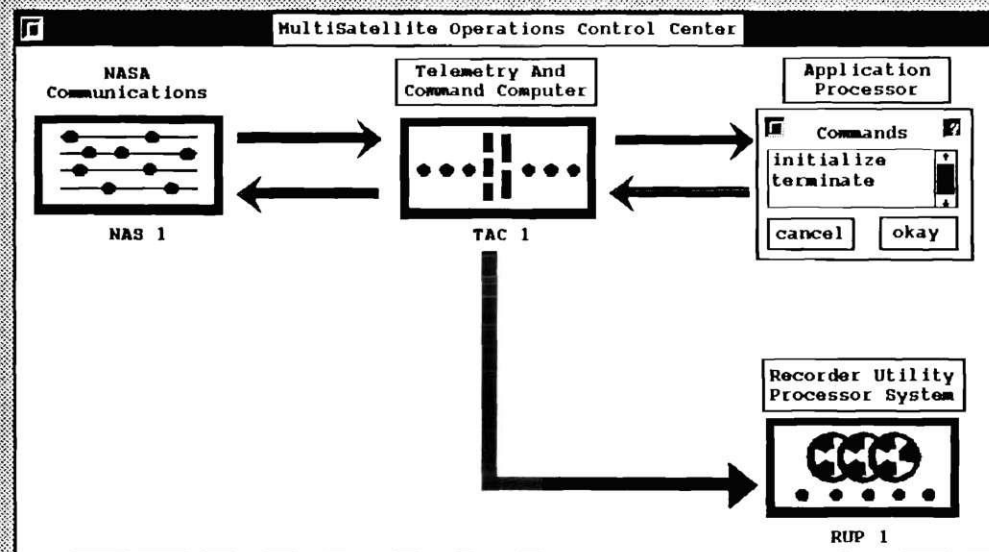 MultiSatellite Operations Control Center
NASA
Communications
NAS 1
Telemetry And
Command Computer
TAC 1
Application
Processor
Commands
?
initialize
terminate
cancel
okay
Recorder Utility
Processor System
RUP 1